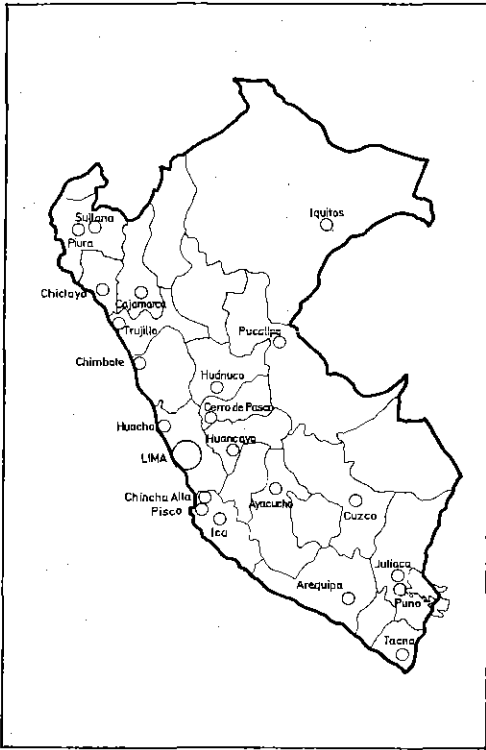 Iquitos
Sullana
Piura
Chiclayo
Cajamarca
Trujillo
Pucallpa
Chimbote
Huánuco
Cerro de Pasco
Huacho
Huancayo
LIMA
Chincha Alta
Pisco
Ayacucho
Cuzco
Ica
Juliaca
Arequipa
Puno
Tacna